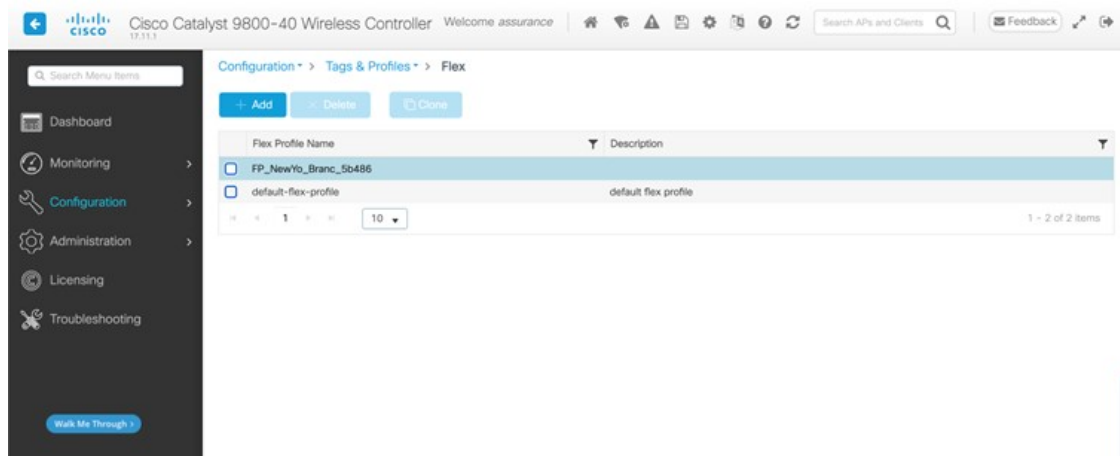 CISCO
Cisco Catalyst 9800-40 Wireless Controller
17.11.1
Welcome assurance
Search APs and Clients
Feedback
Search Menu Items
Dashboard
Monitoring
Configuration
Administration
Licensing
Troubleshooting
Walk Me Through >
Configuration > Tags & Profiles > Flex
+ Add
× Delete
Clone
Flex Profile Name Description
FP_NewYo_Branc_5b486
default-flex-profile default flex profile
1 10 1 - 2 of 2 items